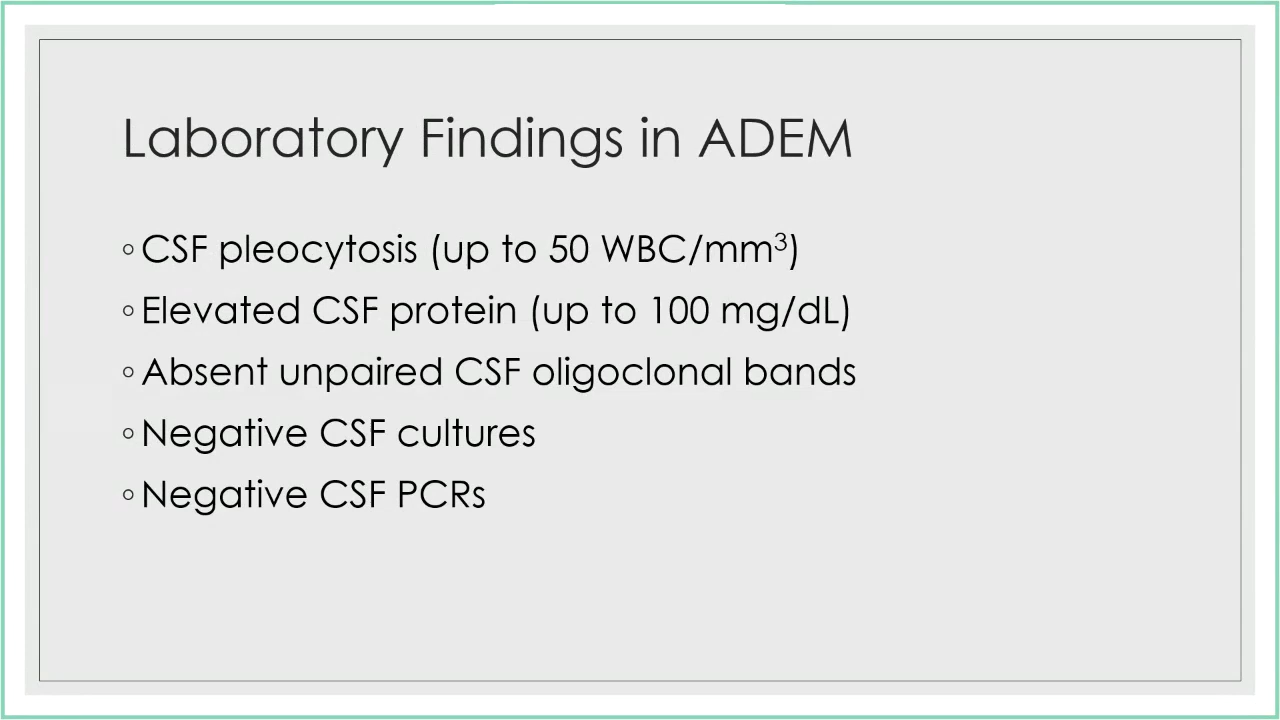 Laboratory Findings in ADEM
◦ CSF pleocytosis (up to 50 WBC/mm³)
◦ Elevated CSF protein (up to 100 mg/dL)
◦ Absent unpaired CSF oligoclonal bands
◦ Negative CSF cultures
◦ Negative CSF PCRs